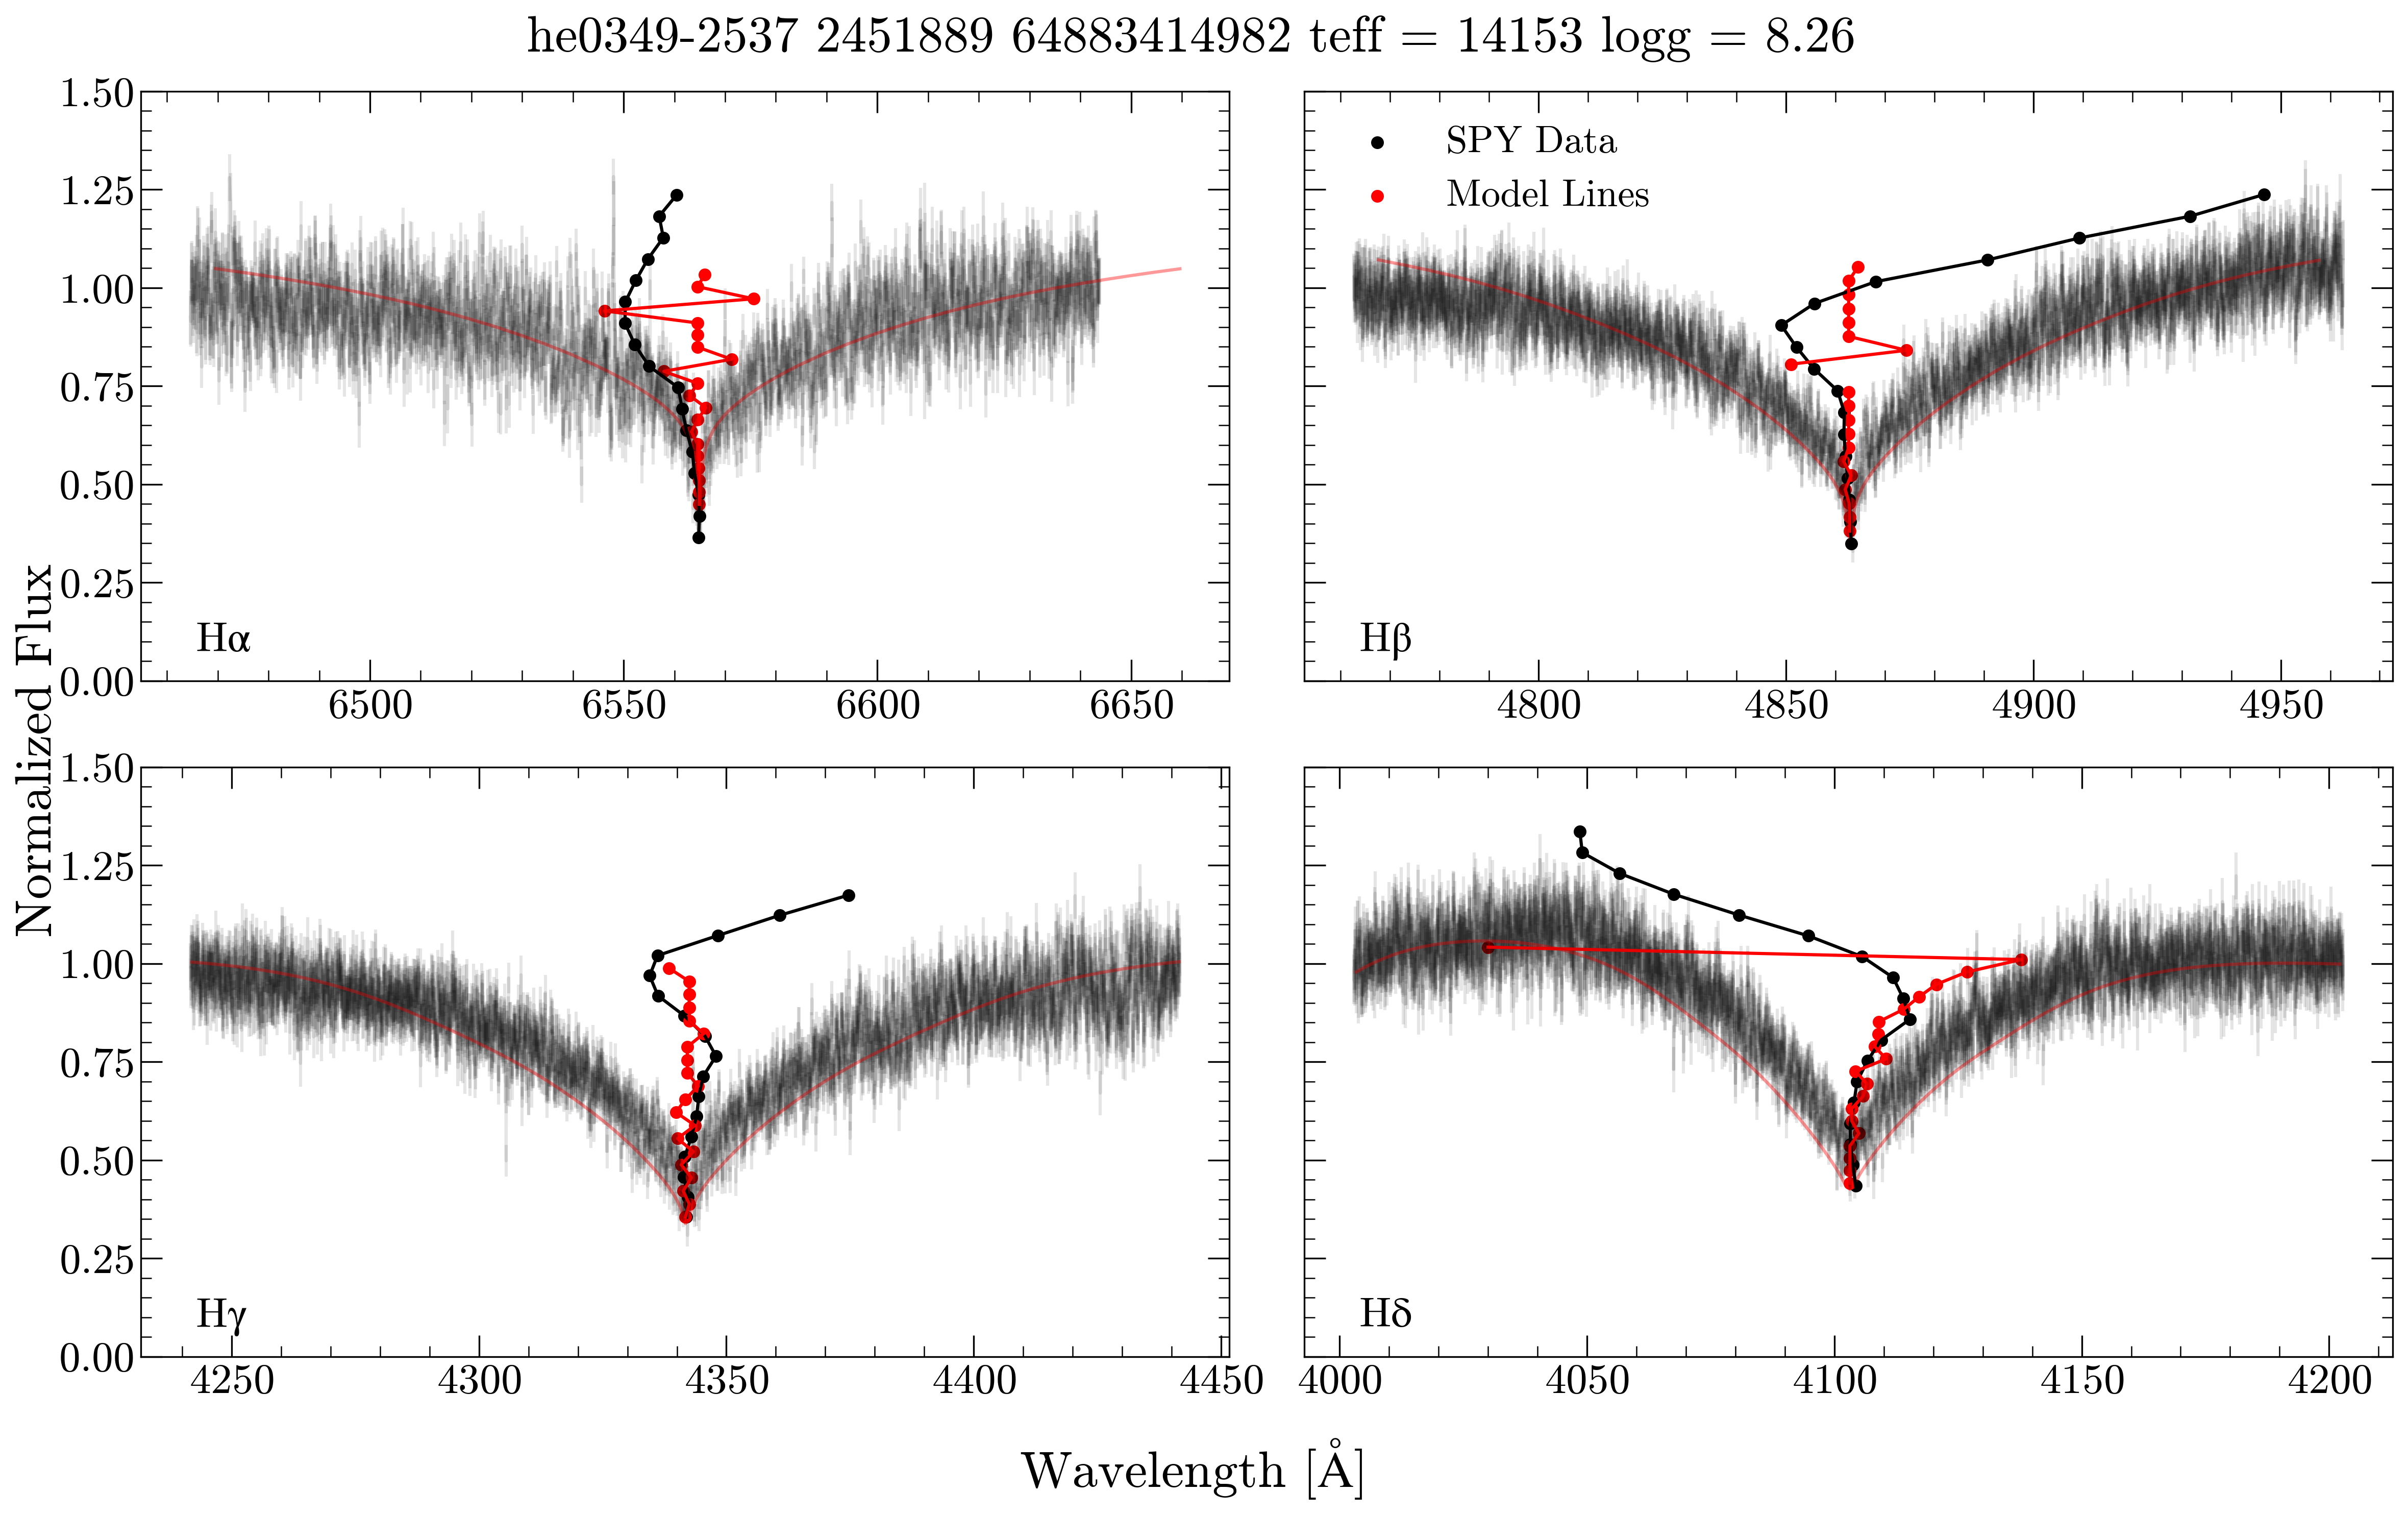 he0349-2537 2451889 64883414982 teff = 14153 logg = 8.26
Normalized Flux
1.50
1.25
1.00
0.75
0.50
0.25
0.00
Hα
6500 6550 6600 6650
SPY Data
Model Lines
Hβ
4800 4850 4900 4950
1.50
1.25
1.00
0.75
0.50
0.25
0.00
Hγ
4250 4300 4350 4400 4450
Hδ
4000 4050 4100 4150 4200
Wavelength [Å]